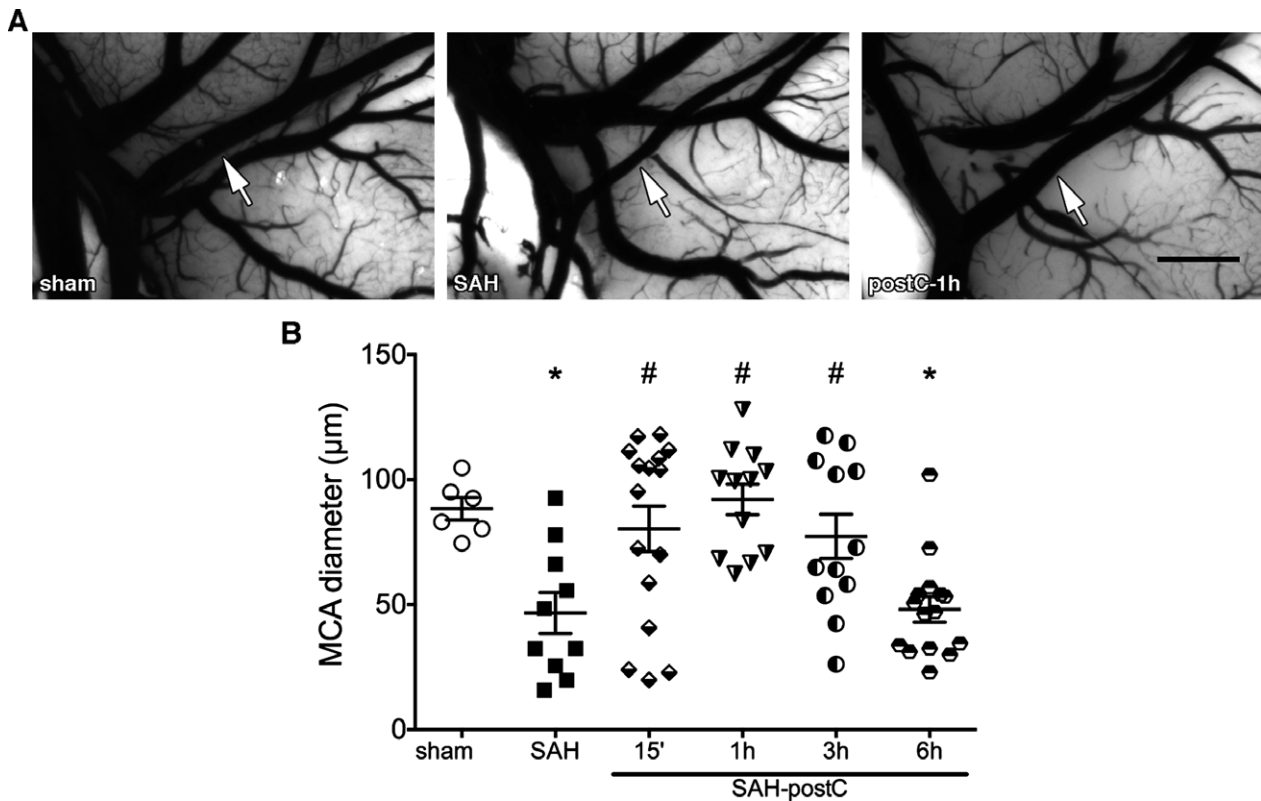 A
sham
SAH
postC-1h
B
150
100
50
0
MCA diameter (µm)
*
#
#
#
*
sham
SAH
15'
1h
3h
6h
SAH-postC